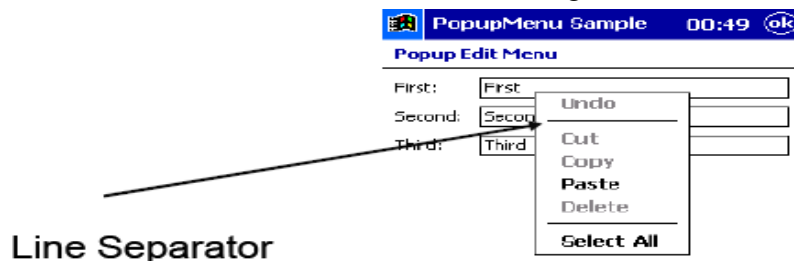 PopupMenu Sample 00:49 ok
Popup Edit Menu
First: First
Undo
Second: Secon
Cut
Third: Third
Copy
Paste
Delete
Select All
Line Separator